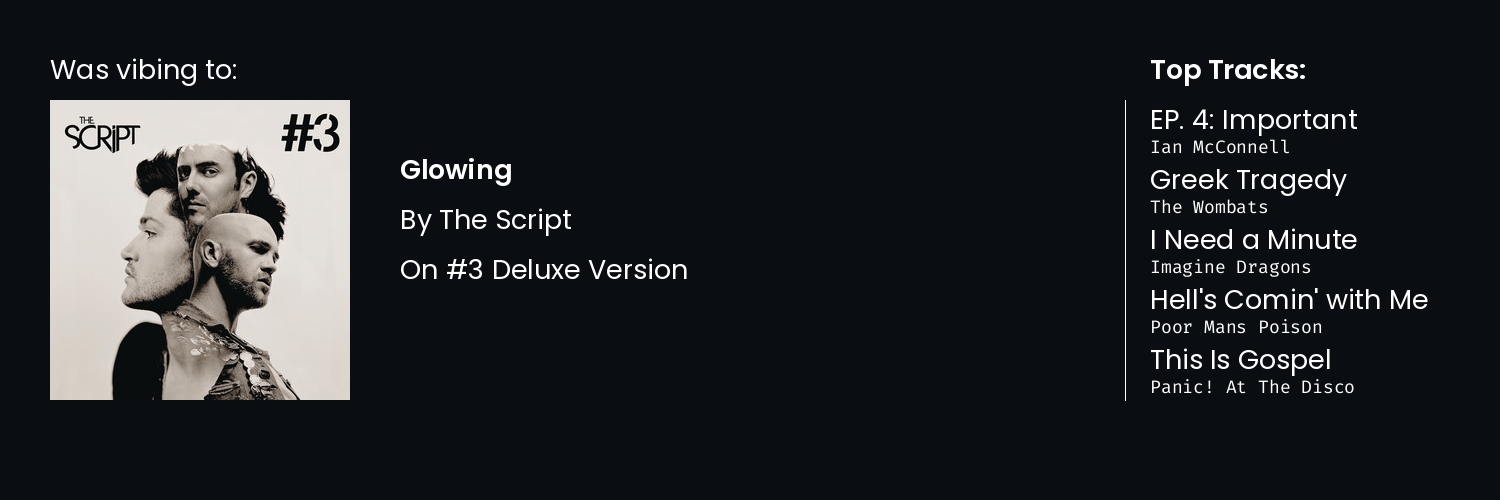 Was vibing to:
THE
SCRIPT
#3
Glowing
By The Script
On #3 Deluxe Version
Top Tracks:
EP. 4: Important
Ian McConnell
Greek Tragedy
The Wombats
I Need a Minute
Imagine Dragons
Hell's Comin' with Me
Poor Mans Poison
This Is Gospel
Panic! At The Disco